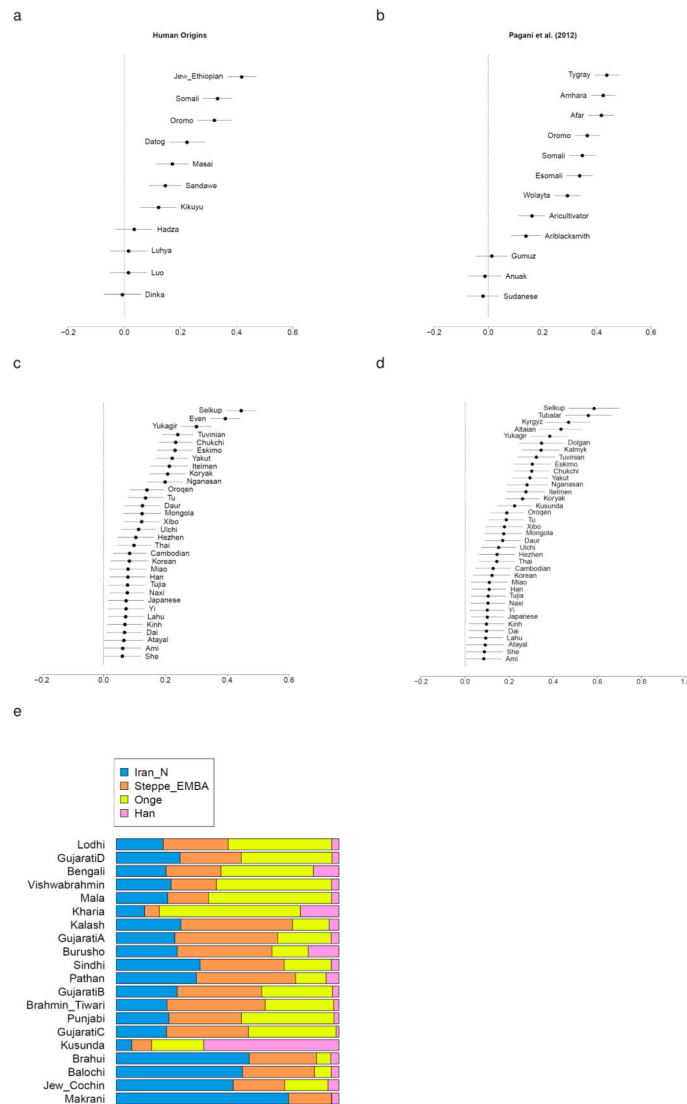 a
Human Origins
Jew_Ethiopian
Somali
Oromo
Datog
Masai
Sandawe
Kikuyu
Hadza
Luhya
Luo
Dinka
−0.2 0.0 0.2 0.4 0.6
b
Pagani et al. (2012)
Tygray
Amhara
Afar
Oromo
Somali
Esomali
Wolayta
Aricultivator
Ariblacksmith
Gumuz
Anuak
Sudanese
−0.2 0.0 0.2 0.4 0.6
c
Selkup
Even
Yukagir
Tuvinian
Chukchi
Eskimo
Yakut
Itelmen
Koryak
Nganasan
Oroqen
Tu
Daur
Mongola
Xibo
Ulchi
Hezhen
Thai
Cambodian
Korean
Miao
Han
Tujia
Naxi
Japanese
Yi
Lahu
Kinh
Dai
Atayal
Ami
She
−0.2 0.0 0.2 0.4 0.6
d
Selkup
Tubalar
Kyrgyz
Altaian
Yukagir
Dolgan
Kalmyk
Tuvinian
Eskimo
Chukchi
Yakut
Nganasan
Itelmen
Koryak
Kusunda
Oroqen
Tu
Xibo
Mongola
Daur
Ulchi
Hezhen
Thai
Cambodian
Korean
Miao
Han
Tujia
Naxi
Yi
Japanese
Kinh
Dai
Lahu
Atayal
She
Ami
−0.2 0.0 0.2 0.4 0.6 0.8
e
Iran_N
Steppe_EMBA
Onge
Han
Lodhi
GujaratiD
Bengali
Vishwabrahmin
Mala
Kharia
Kalash
GujaratiA
Burusho
Sindhi
Pathan
GujaratiB
Brahmin_Tiwari
Punjabi
GujaratiC
Kusunda
Brahui
Balochi
Jew_Cochin
Makrani